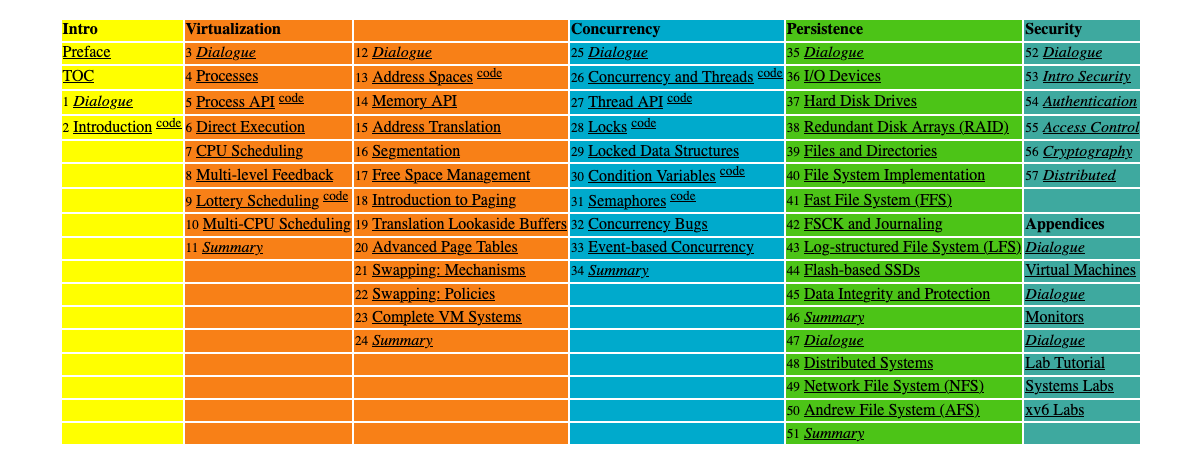 Intro Virtualization Concurrency Persistence Security
Preface 3 Dialogue 12 Dialogue 25 Dialogue 35 Dialogue 52 Dialogue
TOC 4 Processes 13 Address Spaces code 26 Concurrency and Threads code 36 I/O Devices 53 Intro Security
1 Dialogue 5 Process API code 14 Memory API 27 Thread API code 37 Hard Disk Drives 54 Authentication
2 Introduction code 6 Direct Execution 15 Address Translation 28 Locks code 38 Redundant Disk Arrays (RAID) 55 Access Control
7 CPU Scheduling 16 Segmentation 29 Locked Data Structures 39 Files and Directories 56 Cryptography
8 Multi-level Feedback 17 Free Space Management 30 Condition Variables code 40 File System Implementation 57 Distributed
9 Lottery Scheduling code 18 Introduction to Paging 31 Semaphores code 41 Fast File System (FFS)
10 Multi-CPU Scheduling 19 Translation Lookaside Buffers 32 Concurrency Bugs 42 FSCK and Journaling Appendices
11 Summary 20 Advanced Page Tables 33 Event-based Concurrency 43 Log-structured File System (LFS) Dialogue
21 Swapping: Mechanisms 34 Summary 44 Flash-based SSDs Virtual Machines
22 Swapping: Policies 45 Data Integrity and Protection Dialogue
23 Complete VM Systems 46 Summary Monitors
24 Summary 47 Dialogue Dialogue
48 Distributed Systems Lab Tutorial
49 Network File System (NFS) Systems Labs
50 Andrew File System (AFS) xv6 Labs
51 Summary